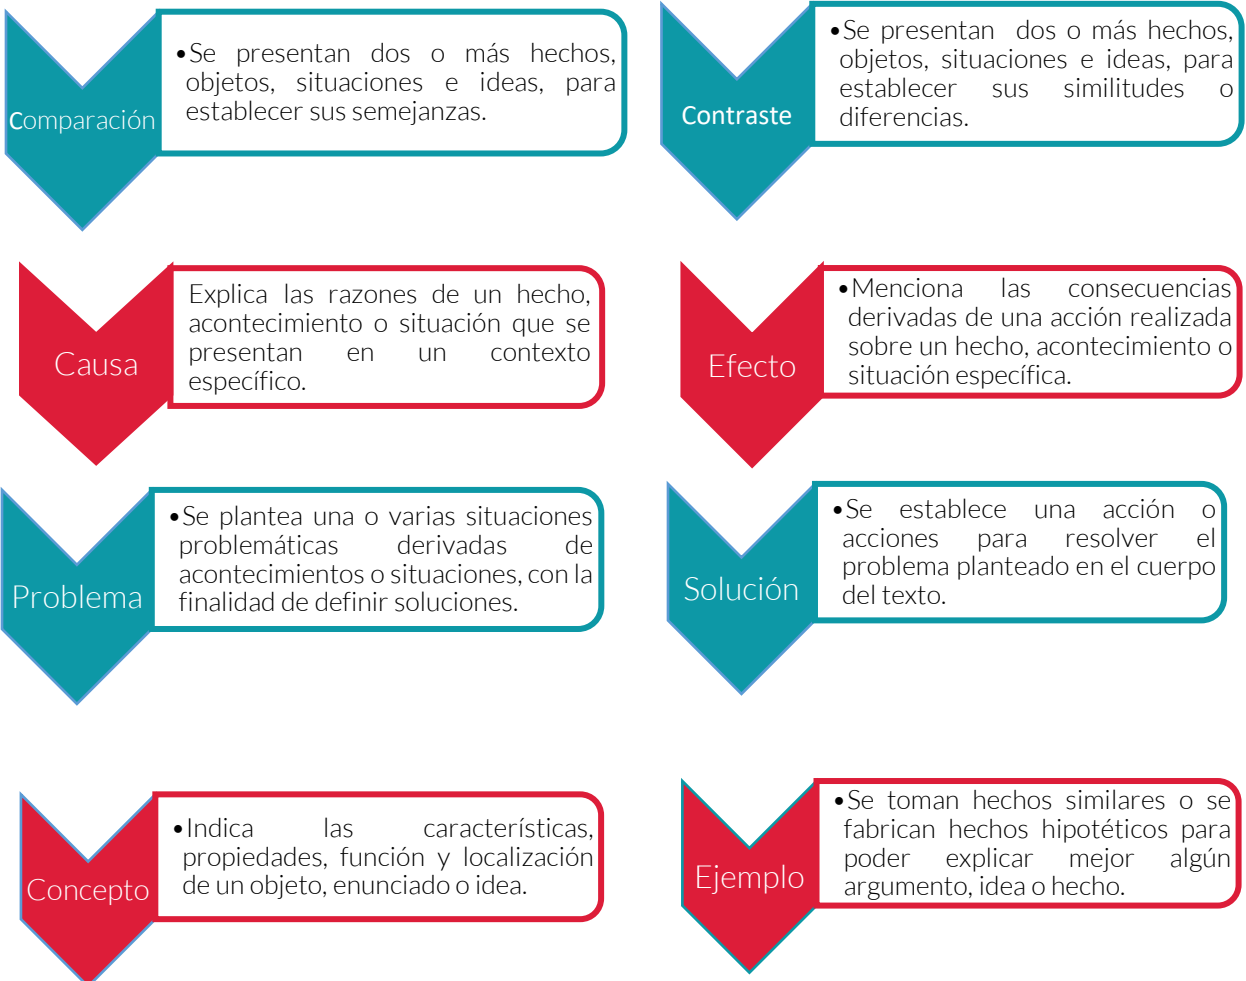 Comparación
•Se presentan dos o más hechos,
objetos, situaciones e ideas, para
establecer sus semejanzas.
Contraste
•Se presentan dos o más hechos,
objetos, situaciones e ideas, para
establecer sus similitudes o
diferencias.
Causa
Explica las razones de un hecho,
acontecimiento o situación que se
presentan en un contexto
específico.
Efecto
•Menciona las consecuencias
derivadas de una acción realizada
sobre un hecho, acontecimiento o
situación específica.
Problema
•Se plantea una o varias situaciones
problemáticas derivadas de
acontecimientos o situaciones, con la
finalidad de definir soluciones.
Solución
•Se establece una acción o
acciones para resolver el
problema planteado en el cuerpo
del texto.
Concepto
•Indica las características,
propiedades, función y localización
de un objeto, enunciado o idea.
Ejemplo
•Se toman hechos similares o se
fabrican hechos hipotéticos para
poder explicar mejor algún
argumento, idea o hecho.